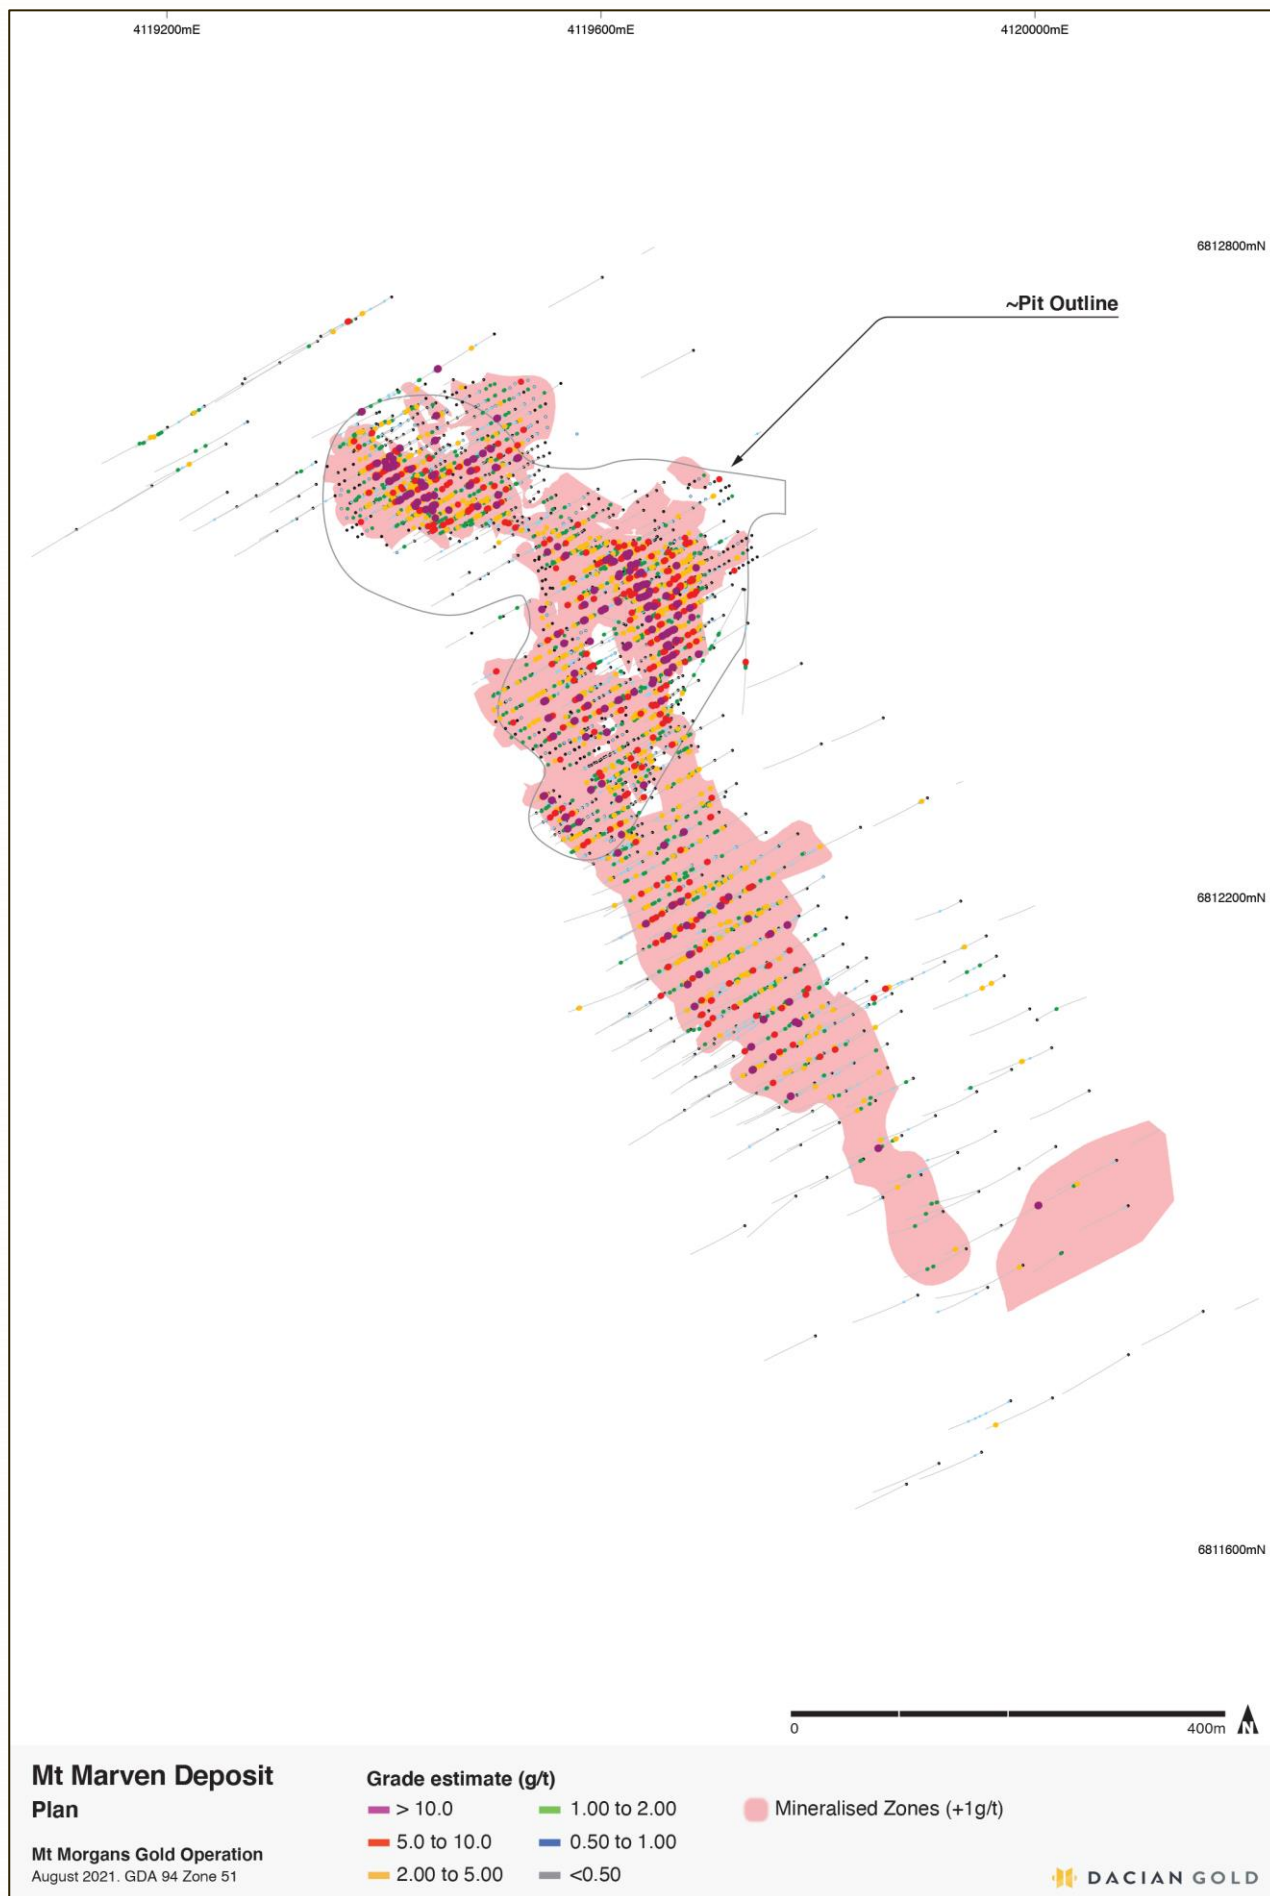 4119200mE 4119600mE 4120000mE
6812800mN
~Pit Outline
6812200mN
6811600mN
0 400m N
Mt Marven Deposit
Plan
Mt Morgans Gold Operation
August 2021. GDA 94 Zone 51
Grade estimate (g/t)
> 10.0
5.0 to 10.0
2.00 to 5.00
1.00 to 2.00
0.50 to 1.00
<0.50
Mineralised Zones (+1g/t)
DACIAN GOLD